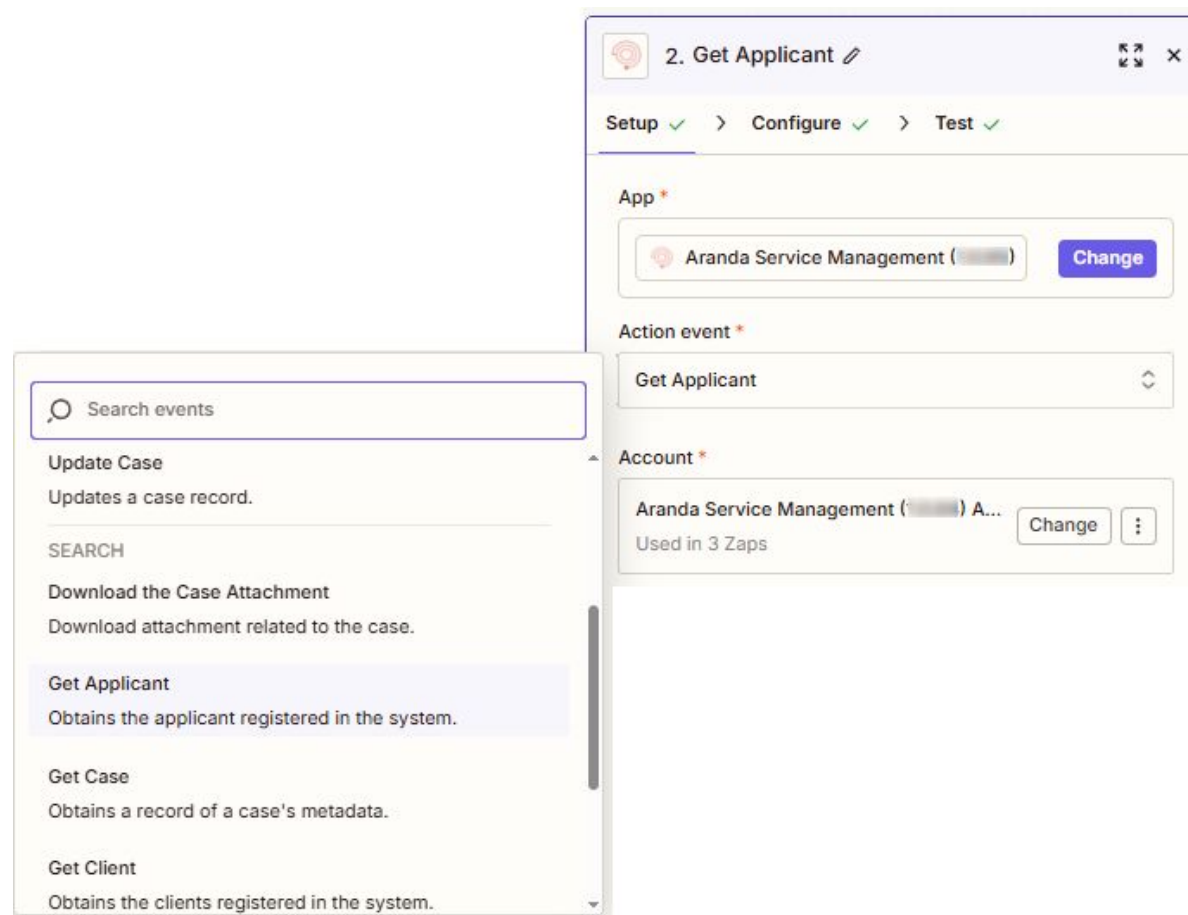 2. Get Applicant
Setup > Configure > Test
App *
Aranda Service Management ( ) Change
Action event *
Get Applicant
Account *
Aranda Service Management ( ) A... Change
Used in 3 Zaps
Search events
Update Case
Updates a case record.
SEARCH
Download the Case Attachment
Download attachment related to the case.
Get Applicant
Obtains the applicant registered in the system.
Get Case
Obtains a record of a case's metadata.
Get Client
Obtains the clients registered in the system.